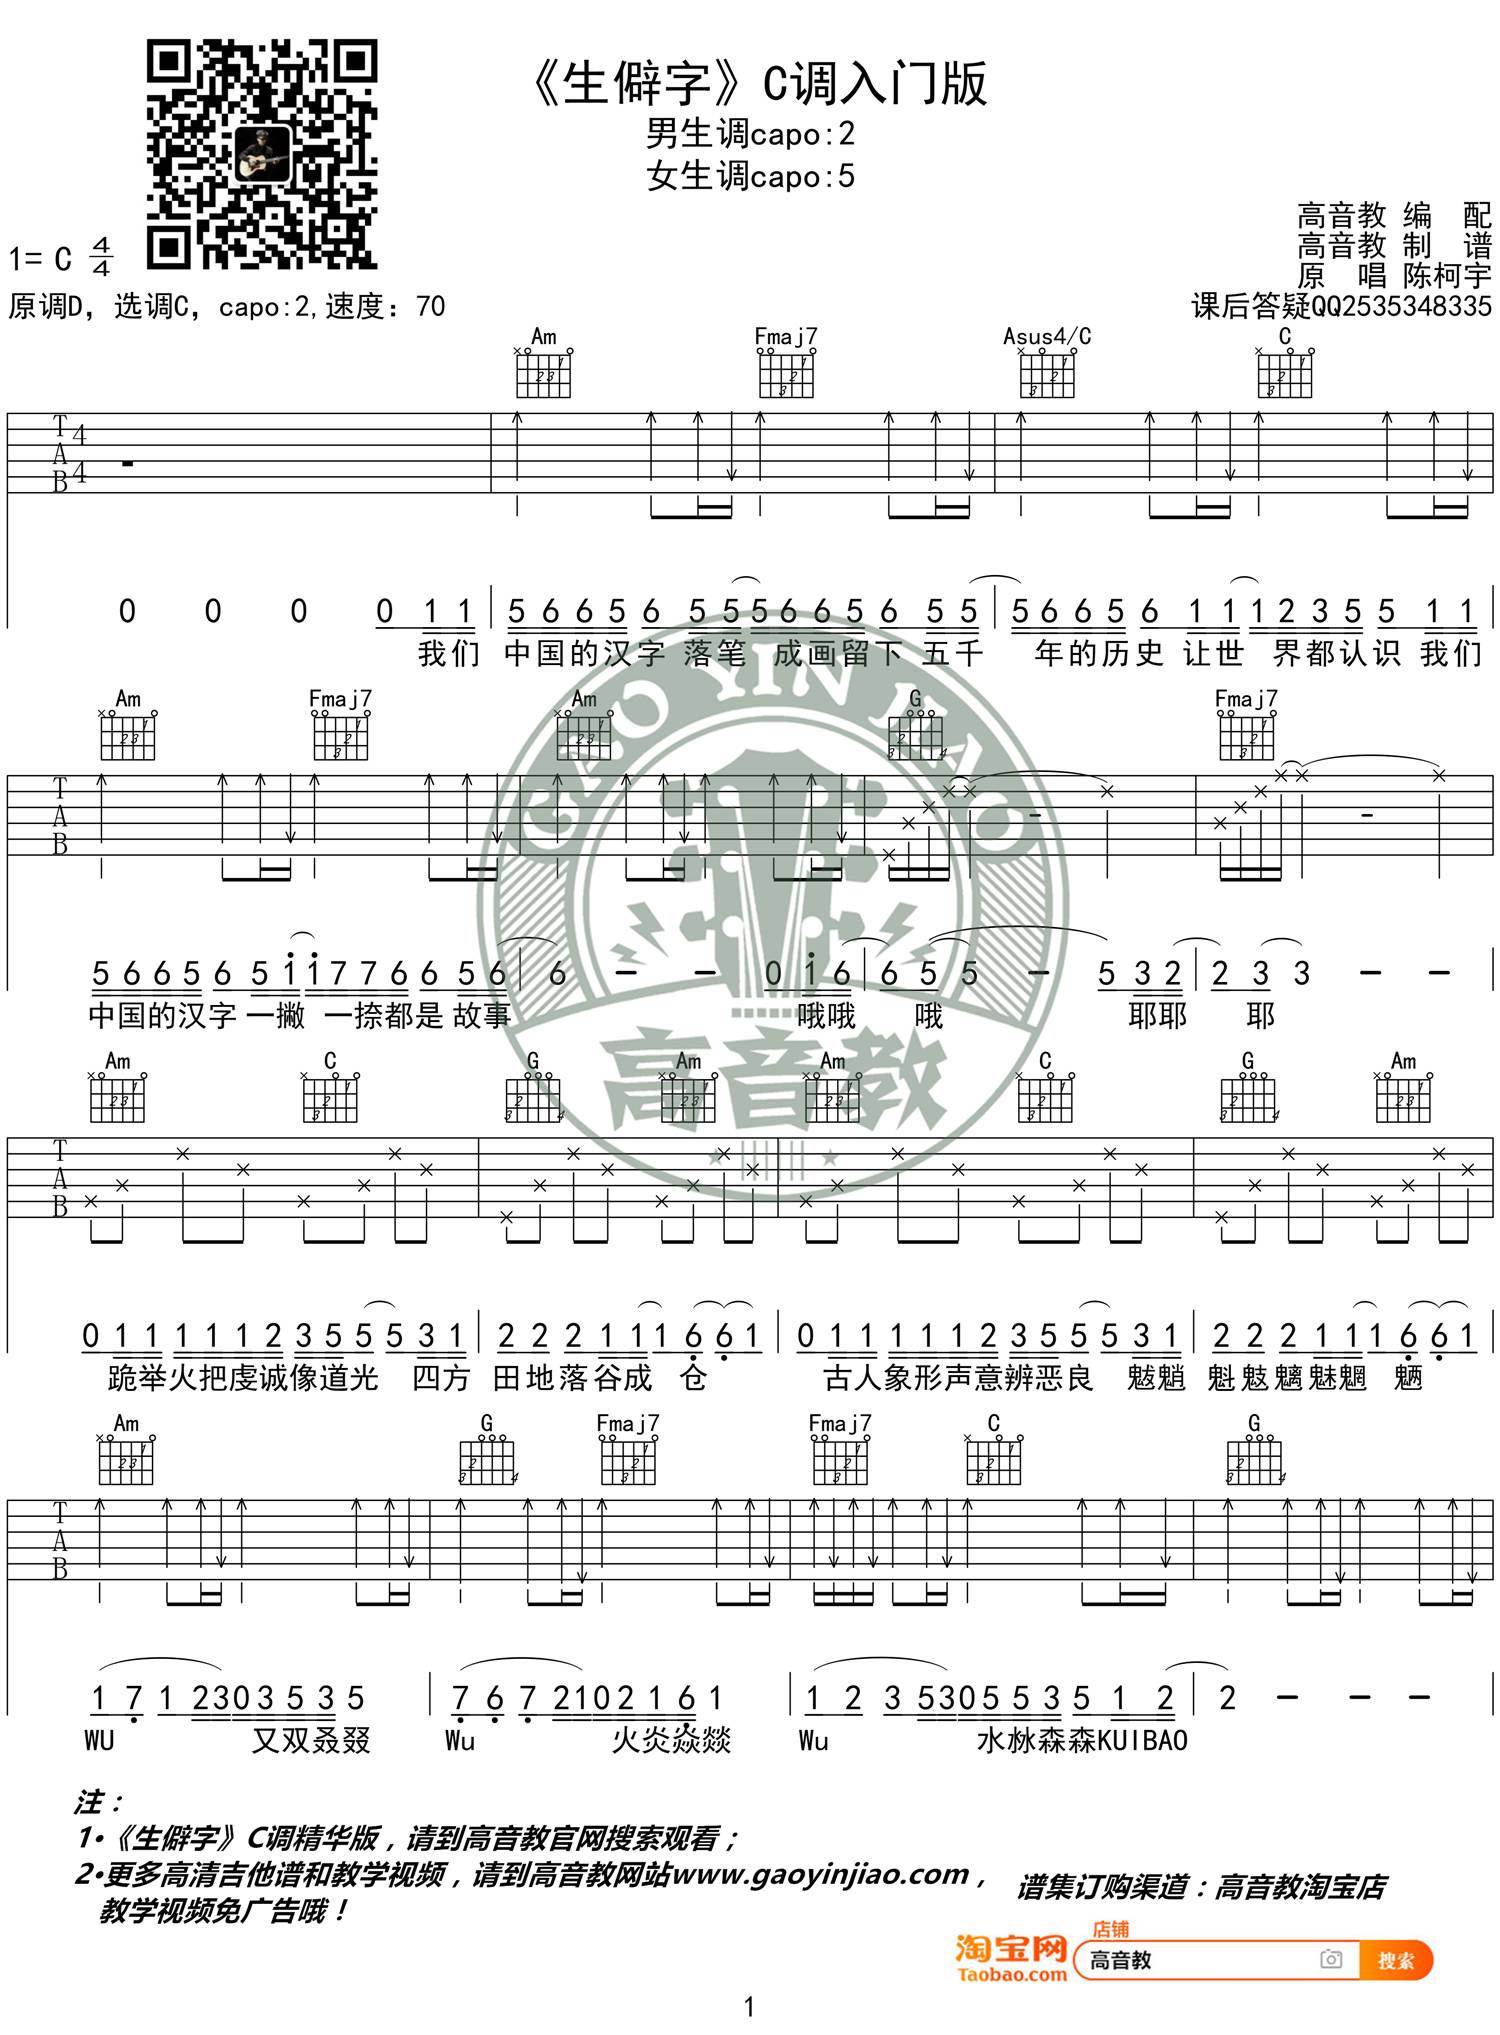 《生僻字》C调入门版
男生调capo:2
女生调capo:5
高音教 编 配
高音教 制 谱
原 唱 陈柯宇
1= C 4/4
原调D，选调C，capo:2,速度：70
课后答疑QQ2535348335
Am Fmaj7 Asus4/C C
T A B 4 4
0 0 0 0 1 1 | 5 6 6 5 6 5 5 5 6 6 5 6 5 5 | 5 6 6 5 6 1 1 1 2 3 5 5 1 1
我们 中国的汉字 落笔 成画留下 五千 年的历史 让世 界都认识 我们
Am Fmaj7 Am G Fmaj7
T A B
5 6 6 5 6 5 1 1 7 7 6 6 5 6 | 6 - - 0 1 6 | 6 5 5 - 5 3 2 | 2 3 3 - -
中国的汉字 一撇 一捺都是 故事 哦哦 哦 耶耶 耶
GAO YIN JIAO
高音教
Am C G Am Am C G Am
T A B
0 1 1 1 1 1 2 3 5 5 5 3 1 | 2 2 2 1 1 1 6 6 1 | 0 1 1 1 1 1 2 3 5 5 5 3 1 | 2 2 2 1 1 1 6 6 1
跪举火把虔诚像道光 四方 田地落谷成 仓 古人象形声意辨恶良 魃魈 魁鬾魑魅魍 魉
Am G Fmaj7 Fmaj7 C G
T A B
1 7 1 2 3 0 3 5 3 5 | 7 6 7 2 1 0 2 1 6 1 | 1 2 3 5 3 0 5 5 3 5 1 2 | 2 - - -
WU 又双叒叕 Wu 火炎焱燚 Wu 水沝淼㵘KUIBAO
注：
1•《生僻字》C调精华版，请到高音教官网搜索观看；
2•更多高清吉他谱和教学视频，请到高音教网站www.gaoyinjiao.com，
教学视频免广告哦！
谱集订购渠道：高音教淘宝店
店铺
淘宝网 高音教 搜索
Taobao.com
1